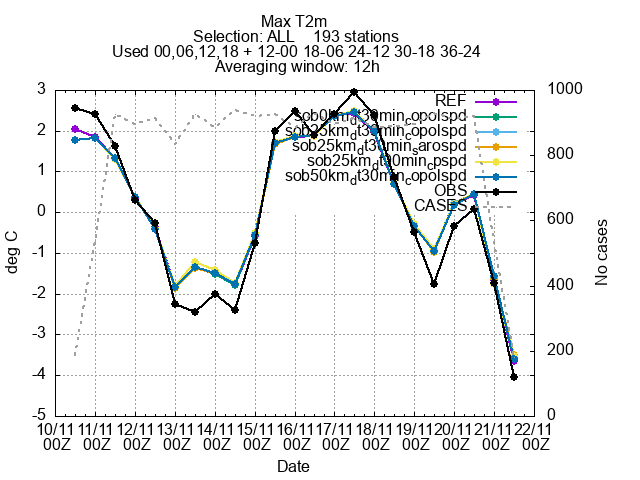 Max T2m
Selection: ALL 193 stations
Used 00,06,12,18 + 12-00 18-06 24-12 30-18 36-24
Averaging window: 12h
REF
sob25km_dt30min_sarospd
sob50km_dt30min_copolspd
OBS
CASES
3
2
1
0
-1
-2
-3
-4
-5
deg C
1000
800
600
400
200
0
No cases
10/11 11/11 12/11 13/11 14/11 15/11 16/11 17/11 18/11 19/11 20/11 21/11 22/11
00Z 00Z 00Z 00Z 00Z 00Z 00Z 00Z 00Z 00Z 00Z 00Z 00Z
Date